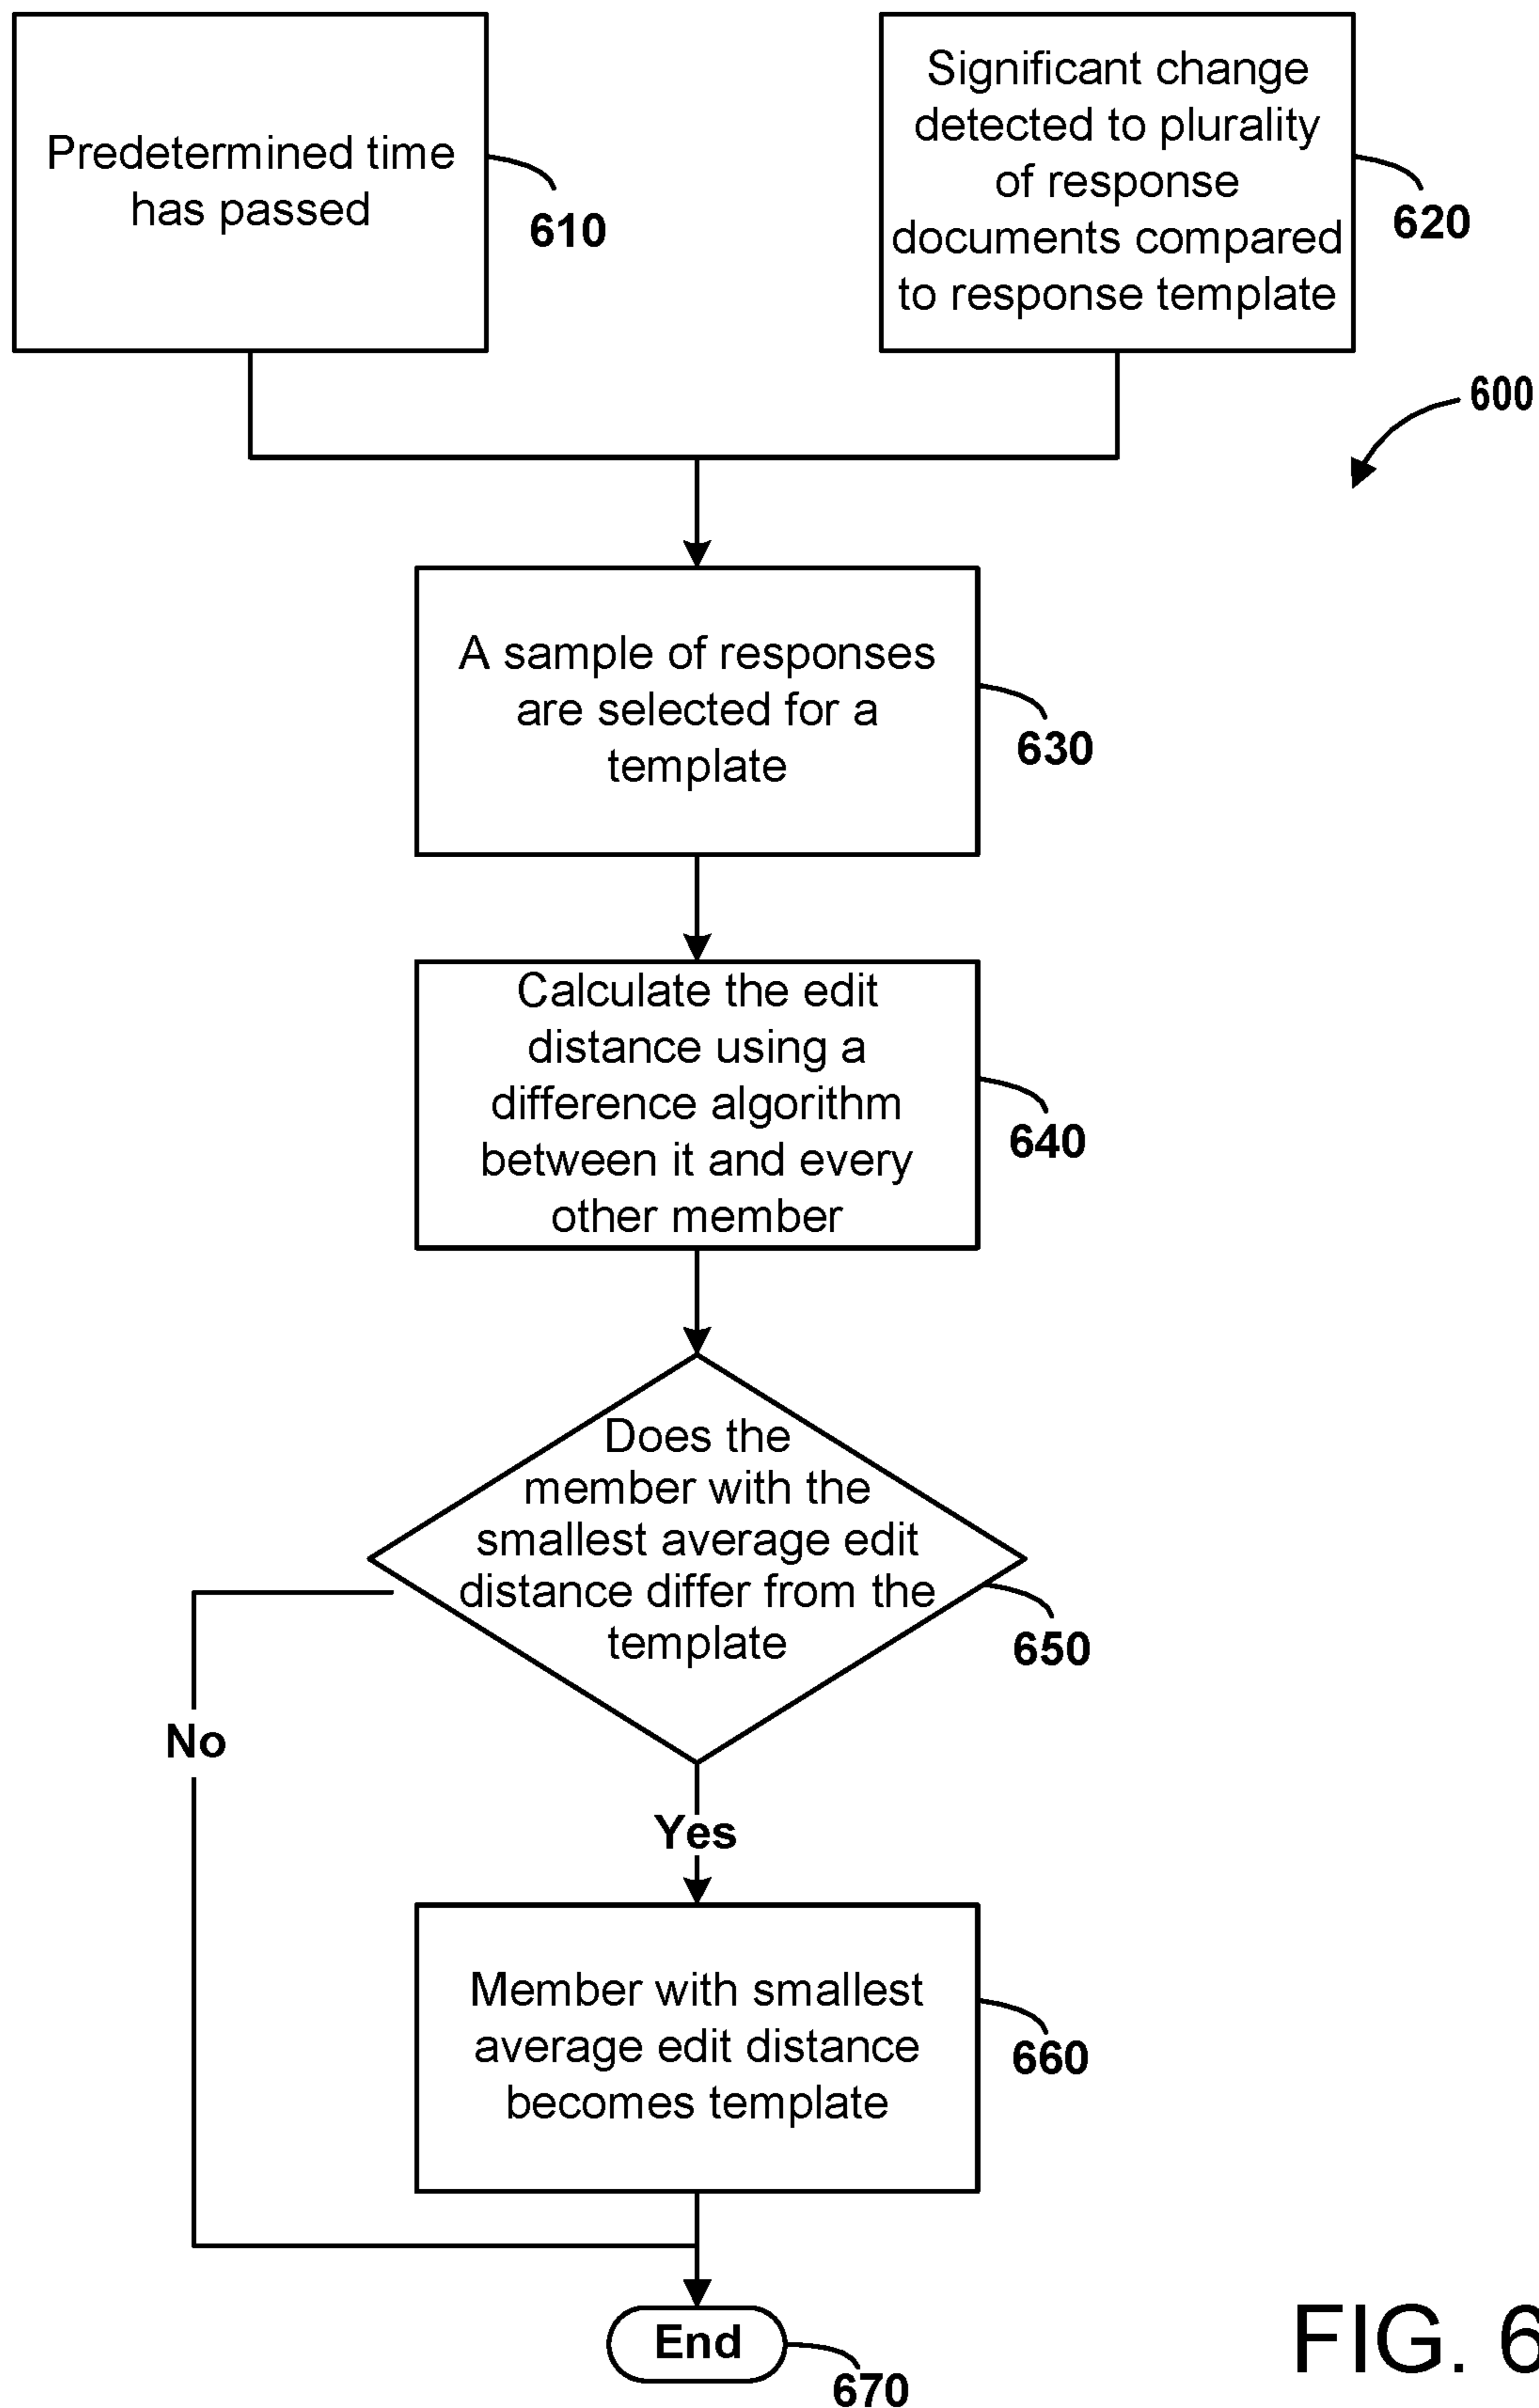 Predetermined time
has passed
610
Significant change
detected to plurality
of response
documents compared
to response template
620
600
A sample of responses
are selected for a
template
630
Calculate the edit
distance using a
difference algorithm
between it and every
other member
640
Does the
member with the
smallest average edit
distance differ from the
template
650
No
Yes
Member with smallest
average edit distance
becomes template
660
End
670
FIG. 6